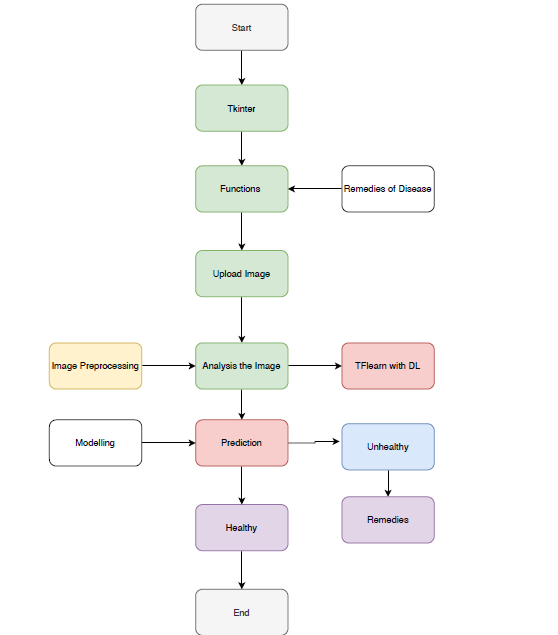 Start
Tkinter
Functions
Remedies of Disease
Upload Image
Image Preprocessing
Analysis the Image
TFlearn with DL
Modelling
Prediction
Unhealthy
Remedies
Healthy
End